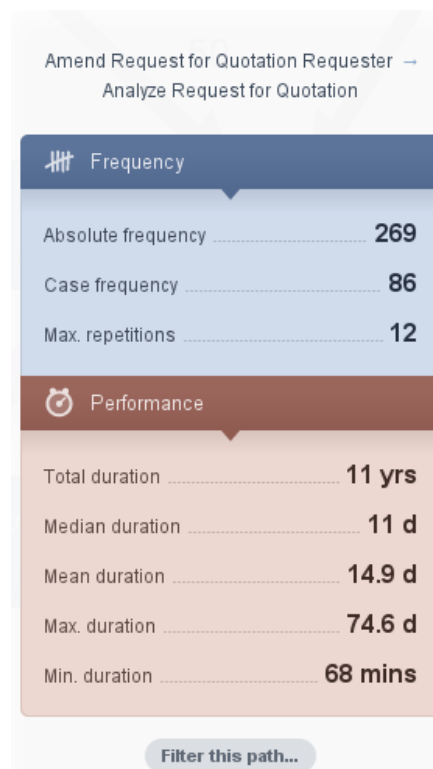 Amend Request for Quotation Requester →
Analyze Request for Quotation
Frequency
Absolute frequency 269
Case frequency 86
Max. repetitions 12
Performance
Total duration 11 yrs
Median duration 11 d
Mean duration 14.9 d
Max. duration 74.6 d
Min. duration 68 mins
Filter this path...